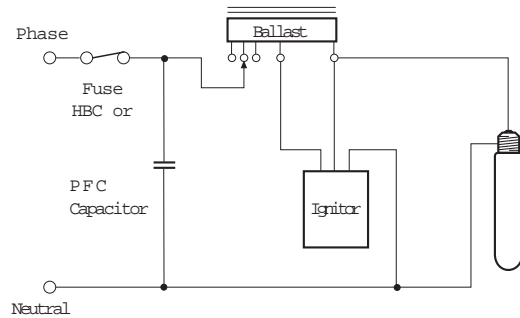 Ballast
Phase
Fuse
HBC or
PFC
Capacitor
Ignitor
Neutral